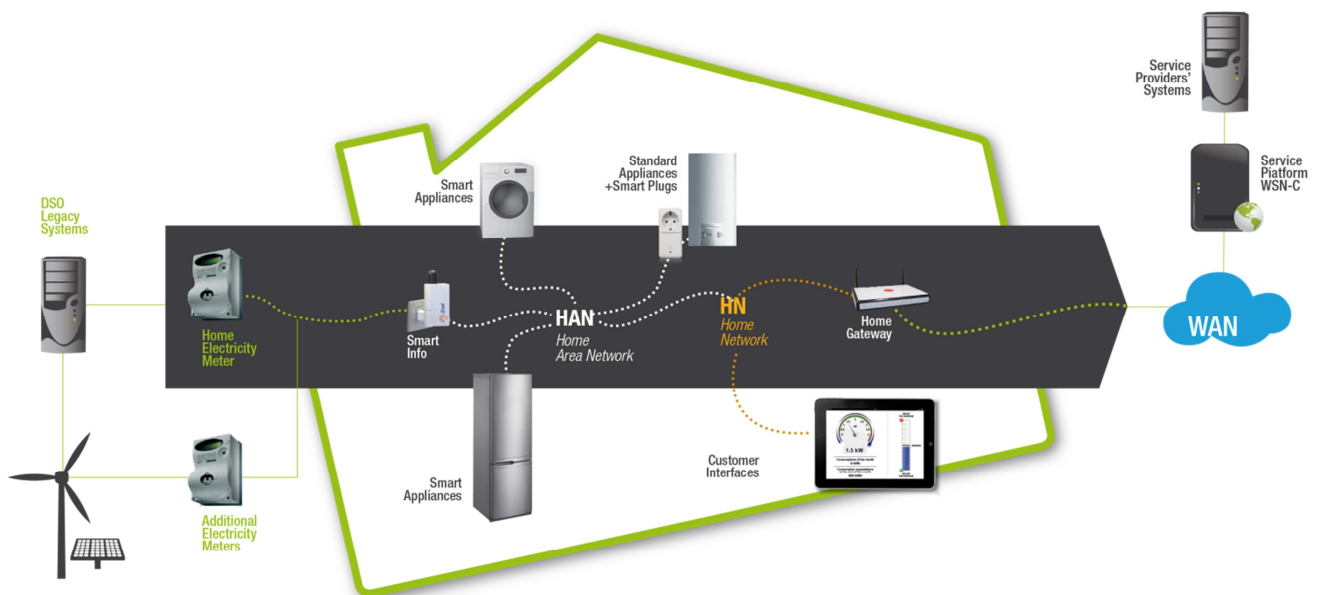 Service
Providers'
Systems
Service
Platform
WSN-C
Standard
Appliances
+Smart Plugs
Smart
Appliances
DSO
Legacy
Systems
HAN
Home
Area Network
HN
Home
Network
Home
Gateway
WAN
Smart
Info
Home
Electricity
Meter
1.5 kW
Customer
Interfaces
Smart
Appliances
Additional
Electricity
Meters